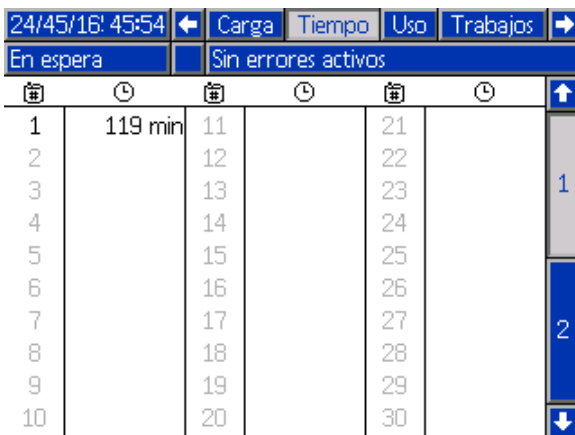 24/45/16! 45:54 Carga Tiempo Uso Trabajos
En espera Sin errores activos
# # #
1 119 min 11 21
2 12 22
3 13 23 1
4 14 24
5 15 25
6 16 26
7 17 27 2
8 18 28
9 19 29
10 20 30